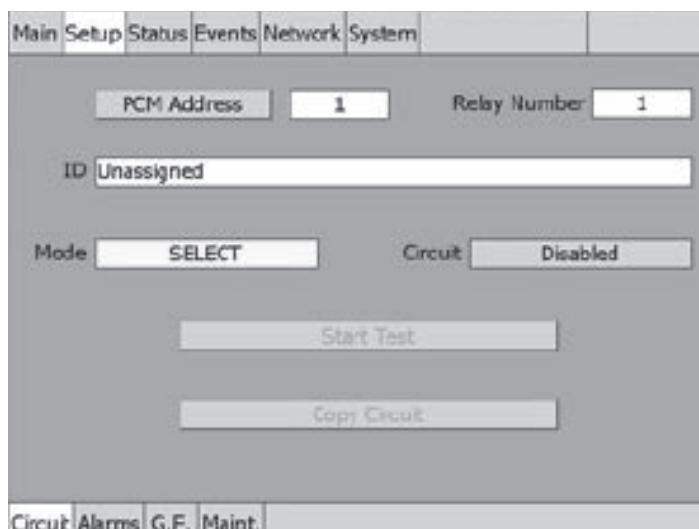 Main Setup Status Events Network System
PCM Address 1 Relay Number 1
ID Unassigned
Mode SELECT Circuit Disabled
Start Test
Copy Circuit
Circuit Alarms G.F. Maint.